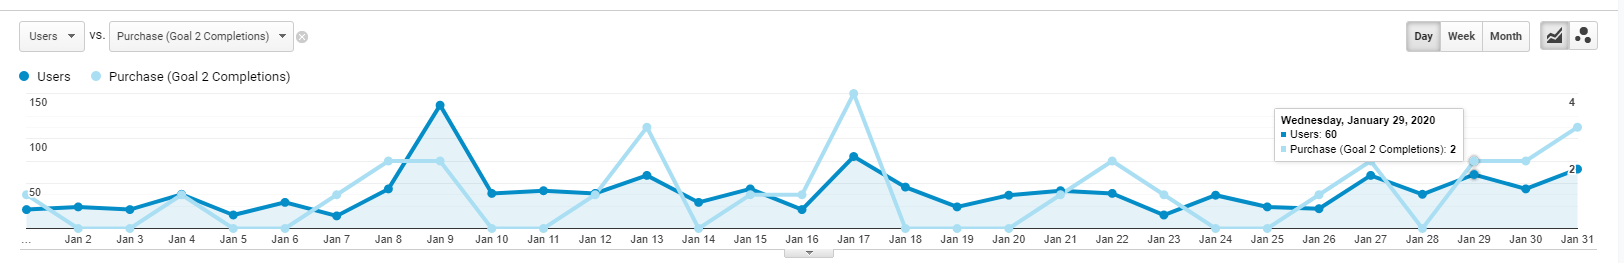 Users vs. Purchase (Goal 2 Completions) Day Week Month
Users Purchase (Goal 2 Completions)
150 4
100
50 2
Wednesday, January 29, 2020
Users: 60
Purchase (Goal 2 Completions): 2
... Jan 2 Jan 3 Jan 4 Jan 5 Jan 6 Jan 7 Jan 8 Jan 9 Jan 10 Jan 11 Jan 12 Jan 13 Jan 14 Jan 15 Jan 16 Jan 17 Jan 18 Jan 19 Jan 20 Jan 21 Jan 22 Jan 23 Jan 24 Jan 25 Jan 26 Jan 27 Jan 28 Jan 29 Jan 30 Jan 31